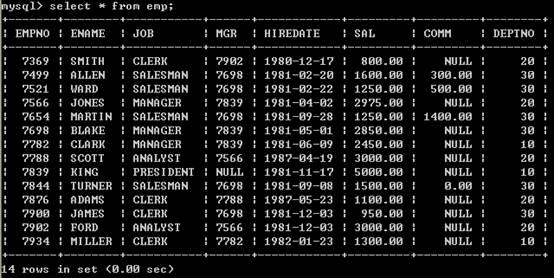 mysql> select * from emp;
+-------+--------+-----------+------+------------+---------+---------+--------+
| EMPNO | ENAME | JOB | MGR | HIREDATE | SAL | COMM | DEPTNO |
+-------+--------+-----------+------+------------+---------+---------+--------+
| 7369 | SMITH | CLERK | 7902 | 1980-12-17 | 800.00 | NULL | 20 |
| 7499 | ALLEN | SALESMAN | 7698 | 1981-02-20 | 1600.00 | 300.00 | 30 |
| 7521 | WARD | SALESMAN | 7698 | 1981-02-22 | 1250.00 | 500.00 | 30 |
| 7566 | JONES | MANAGER | 7839 | 1981-04-02 | 2975.00 | NULL | 20 |
| 7654 | MARTIN | SALESMAN | 7698 | 1981-09-28 | 1250.00 | 1400.00 | 30 |
| 7698 | BLAKE | MANAGER | 7839 | 1981-05-01 | 2850.00 | NULL | 30 |
| 7782 | CLARK | MANAGER | 7839 | 1981-06-09 | 2450.00 | NULL | 10 |
| 7788 | SCOTT | ANALYST | 7566 | 1987-04-19 | 3000.00 | NULL | 20 |
| 7839 | KING | PRESIDENT | NULL | 1981-11-17 | 5000.00 | NULL | 10 |
| 7844 | TURNER | SALESMAN | 7698 | 1981-09-08 | 1500.00 | 0.00 | 30 |
| 7876 | ADAMS | CLERK | 7788 | 1987-05-23 | 1100.00 | NULL | 20 |
| 7900 | JAMES | CLERK | 7698 | 1981-12-03 | 950.00 | NULL | 30 |
| 7902 | FORD | ANALYST | 7566 | 1981-12-03 | 3000.00 | NULL | 20 |
| 7934 | MILLER | CLERK | 7782 | 1982-01-23 | 1300.00 | NULL | 10 |
+-------+--------+-----------+------+------------+---------+---------+--------+
14 rows in set (0.00 sec)